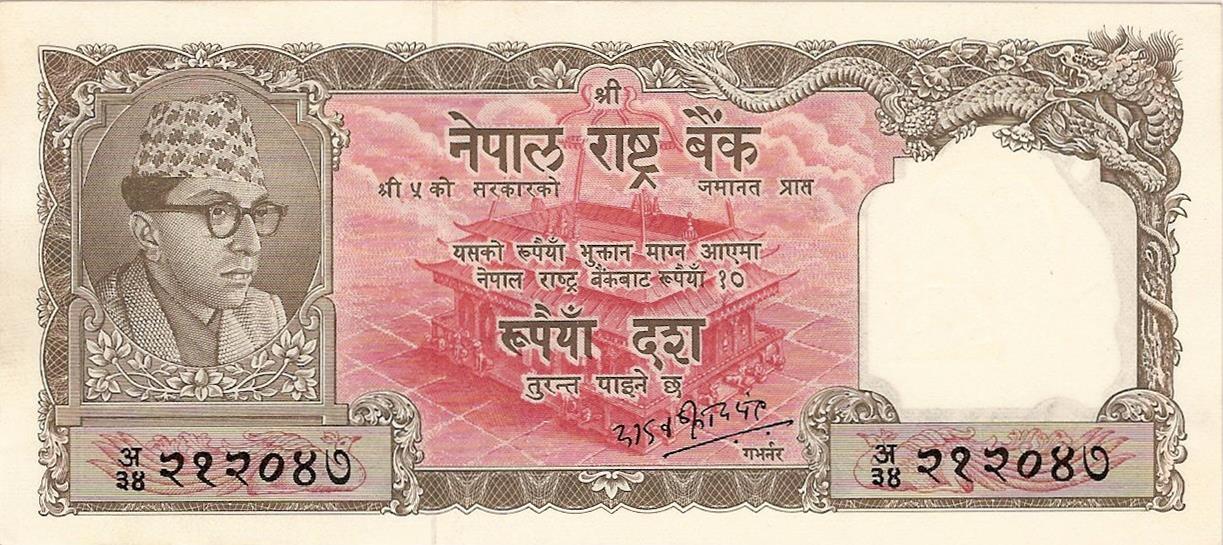 श्री
नेपाल राष्ट्र बैंक
श्री ५ को सरकारको जमानत प्राप्त
यसको रूपैयाँ भुक्तान माग्न आएमा
नेपाल राष्ट्र बैंकबाट रूपैयाँ १०
रूपैयाँ दश
तुरन्त पाइने छ
गभर्नर
अ ३४ २१२०४७
अ ३४ २१२०४७